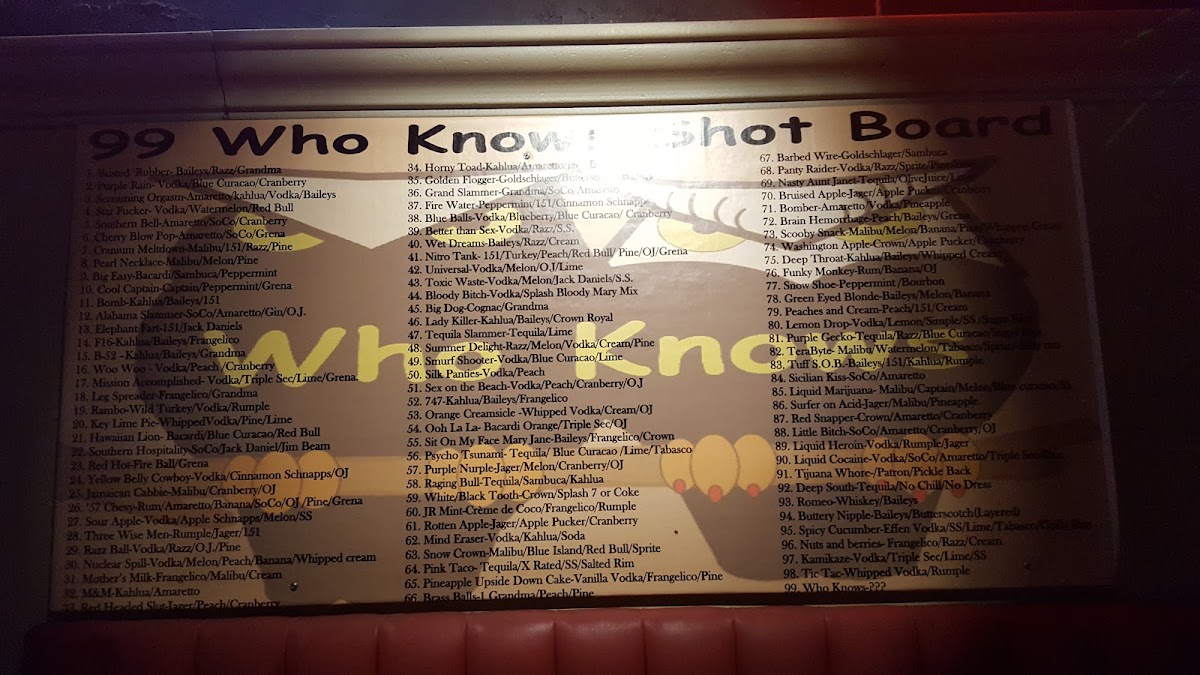 99 Who Knows Shot Board
1. Busted Rubber-Baileys/Razz/Grandma
2. Purple Rain-Vodka/Blue Curacao/Cranberry
3. Screaming Orgasm-Amaretto/kahlua/Vodka/Baileys
4. Star Fucker- Vodka/Watermelon/Red Bull
5. Southern Bell-Amaretto/SoCo/Cranberry
6. Cherry Blow Pop-Amaretto/SoCo/Grena
7. Cranum Meltdown-Malibu/151/Razz/Pine
8. Pearl Necklace-Malibu/Melon/Pine
9. Big Easy-Bacardi/Sambuca/Peppermint
10. Cool Captain-Captain/Peppermint/Grena
11. Bomb-Kahlua/Baileys/151
12. Alabama Slammer-SoCo/Amaretto/Gin/O.J.
13. Elephant Fart-151/Jack Daniels
14. F16-Kahlua/Baileys/Frangelico
15. B-52 -Kahlua/Baileys/Grandma
16. Woo Woo - Vodka/Peach/Cranberry
17. Mission Accomplished- Vodka/Triple Sec/Lime/Grena.
18. Leg Spreader-Frangelico/Grandma
19. Rambo-Wild Turkey/Vodka/Rumple
20. Key Lime Pie-WhippedVodka/Pine/Lime
21. Hawaiian Lion- Bacardi/Blue Curacao/Red Bull
22. Southern Hospitality-SoCo/Jack Daniel/Jim Beam
23. Red Hot-Fire Ball/Grena
24. Yellow Belly Cowboy-Vodka/Cinnamon Schnapps/OJ
25. Jamaican Cabbie-Malibu/Cranberry/OJ
26. '57 Chevy-Rum/Amaretto/Banana/SoCo/OJ /Pine/Grena
27. Sour Apple-Vodka/Apple Schnapps/Melon/SS
28. Three Wise Men-Rumple/Jager/151
29. Razz Ball-Vodka/Razz/O.J./Pine
30. Nuclear Spill-Vodka/Melon/Peach/Banana/Whipped cream
31. Mother's Milk-Frangelico/Malibu/Cream
32. M&M-Kahlua/Amaretto
33. Red Headed Slut-Jager/Peach/Cranberry
34. Horny Toad-Kahlua/Amaretto
35. Golden Flogger-Goldschlager
36. Grand Slammer-Grandma/SoCo/Amaretto
37. Fire Water-Peppermint/151/Cinnamon Schnapps
38. Blue Balls-Vodka/Blueberry/Blue Curacao/ Cranberry
39. Better than Sex-Vodka/Razz/S.S.
40. Wet Dreams-Baileys/Razz/Cream
41. Nitro Tank- 151/Turkey/Peach/Red Bull/ Pine/OJ/Grena
42. Universal-Vodka/Melon/O.J/Lime
43. Toxic Waste-Vodka/Melon/Jack Daniels/S.S.
44. Bloody Bitch-Vodka/Splash Bloody Mary Mix
45. Big Dog-Cognac/Grandma
46. Lady Killer-Kahlua/Baileys/Crown Royal
47. Tequila Slammer-Tequila/Lime
48. Summer Delight-Razz/Melon/Vodka/Cream/Pine
49. Smurf Shooter-Vodka/Blue Curacao/Lime
50. Silk Panties-Vodka/Peach
51. Sex on the Beach-Vodka/Peach/Cranberry/OJ
52. 747-Kahlua/Baileys/Frangelico
53. Orange Creamsicle -Whipped Vodka/Cream/OJ
54. Ooh La La- Bacardi Orange/Triple Sec/OJ
55. Sit On My Face Mary Jane-Baileys/Frangelico/Crown
56. Psycho Tsunami- Tequila/ Blue Curacao /Lime/Tabasco
57. Purple Nurple-Jager/Melon/Cranberry/OJ
58. Raging Bull-Tequila/Sambuca/Kahlua
59. White/Black Tooth-Crown/Splash 7 or Coke
60. JR Mint-Crème de Coco/Frangelico/Rumple
61. Rotten Apple-Jager/Apple Pucker/Cranberry
62. Mind Eraser-Vodka/Kahlua/Soda
63. Snow Crown-Malibu/Blue Island/Red Bull/Sprite
64. Pink Taco- Tequila/X Rated/SS/Salted Rim
65. Pineapple Upside Down Cake-Vanilla Vodka/Frangelico/Pine
66. Brass Balls-1 Grandma/Peach/Pine
67. Barbed Wire-Goldschlager/Sambuca
68. Panty Raider-Vodka/Razz/Sprite/Pine
69. Nasty Aunt Janet-Tequila/OliveJuice/
70. Bruised Apple-Jager/Apple Pucker/Cranberry
71. Bomber-Amaretto/Vodka/Pineapple
72. Brain Hemorrhage-Peach/Baileys/Grena
73. Scooby Snack-Malibu/Melon/Banana/Pine/Whipped Cream
74. Washington Apple-Crown/Apple Pucker/Cranberry
75. Deep Throat-Kahlua/Baileys/Whipped Cream
76. Funky Monkey-Rum/Banana/OJ
77. Snow Shoe-Peppermint /Bourbon
78. Green Eyed Blonde-Baileys/Melon/Banana
79. Peaches and Cream-Peach/151/Cream
80. Lemon Drop-Vodka/Lemon/Simple/SS
81. Purple Gecko-Tequila/Razz/Blue Curacao/
82. TeraByte- Malibu/Watermelon/Tabasco/
83. Tuff S.O.B.-Baileys/151/Kahlua/Rumple
84. Sicilian Kiss-SoCo/Amaretto
85. Liquid Marijuana- Malibu/Captain/Melon/Blue curacao/SS
86. Surfer on Acid-Jager/Malibu/Pineapple
87. Red Snapper-Crown/Amaretto/Cranberry
88. Little Bitch-SoCo/Amaretto/Cranberry/OJ
89. Liquid Heroin-Vodka/Rumple/Jager
90. Liquid Cocaine-Vodka/SoCo/Amaretto/Triple Sec/Pine
91. Tijuana Whore-/Patron/Pickle Back
92. Deep South-Tequila/No Chill/No Dress
93. Romeo-Whiskey/Baileys
94. Buttery Nipple-Baileys/Butterscotch(Layered)
95. Spicy Cucumber-Effen Vodka/SS/Lime/Tabasco/
96. Nuts and berries- Frangelico/Razz/Cream
97. Kamikaze-Vodka/Triple Sec/Lime/SS
98. Tic Tac-Whipped Vodka/Rumple
99. Who Knows-???
Who Knows